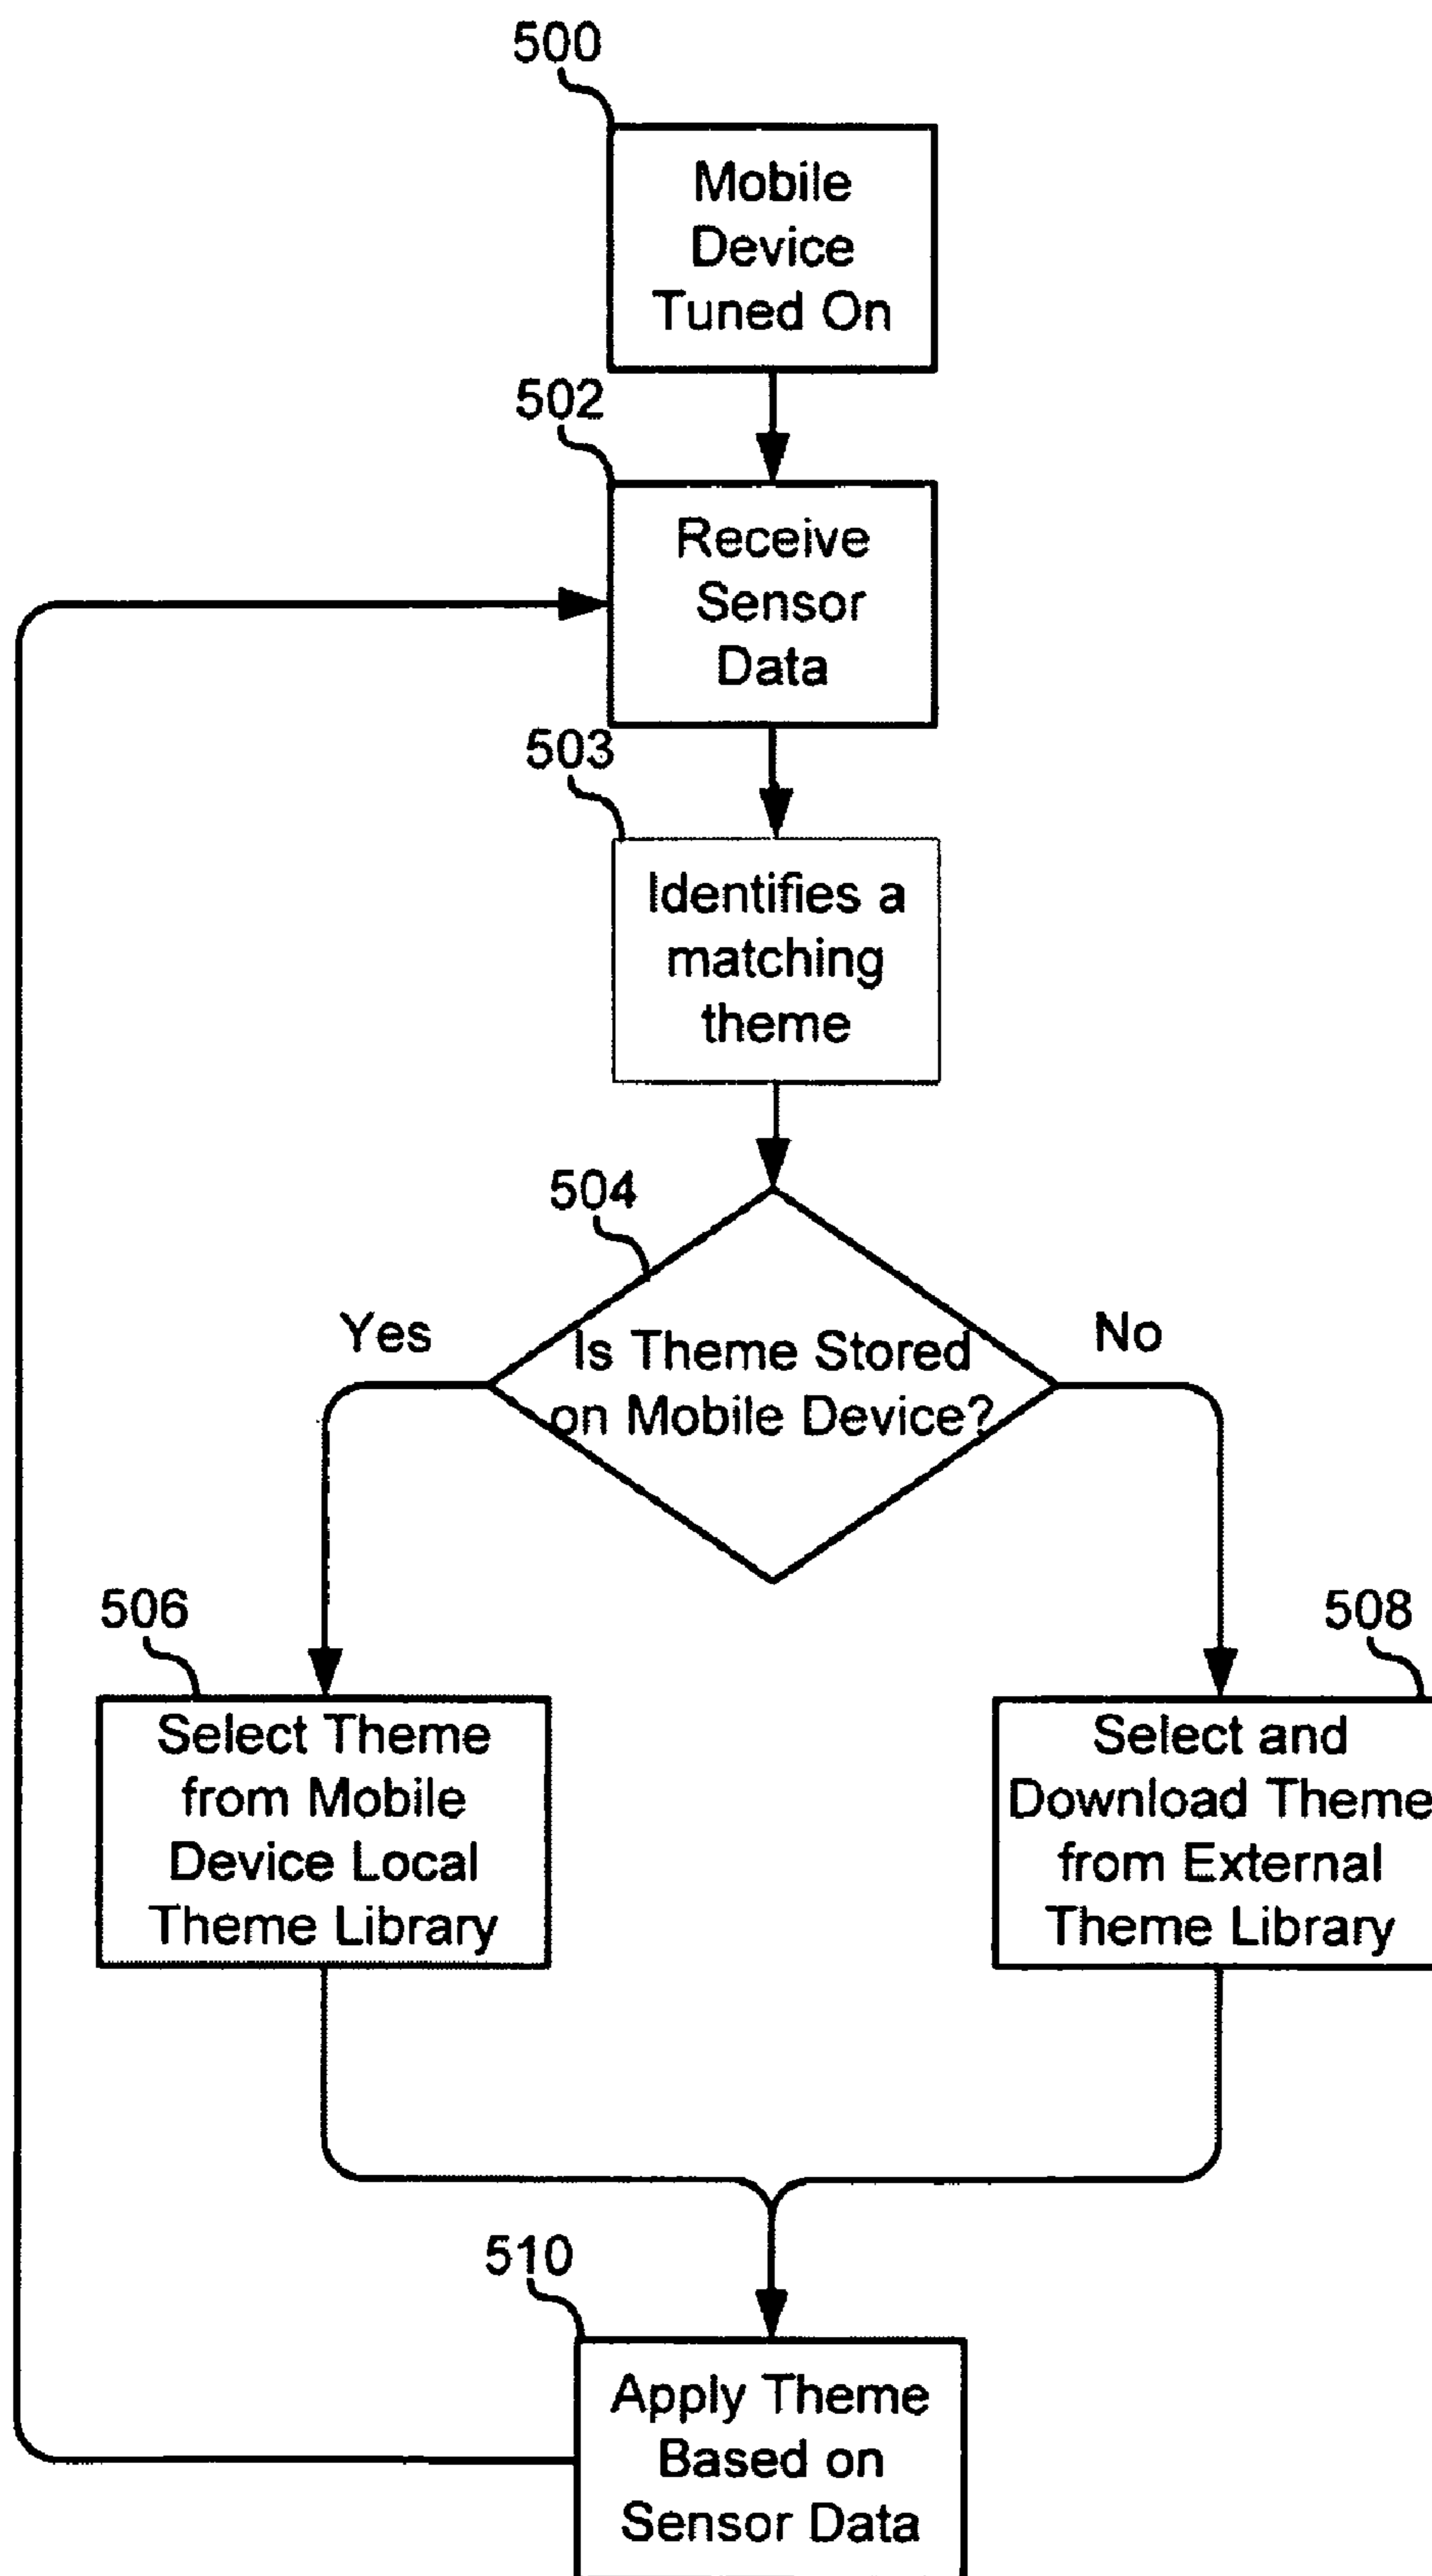 500
Mobile
Device
Tuned On
502
Receive
Sensor
Data
503
Identifies a
matching
theme
504
Yes
No
Is Theme Stored
on Mobile Device?
506
508
Select Theme
from Mobile
Device Local
Theme Library
Select and
Download Theme
from External
Theme Library
510
Apply Theme
Based on
Sensor Data